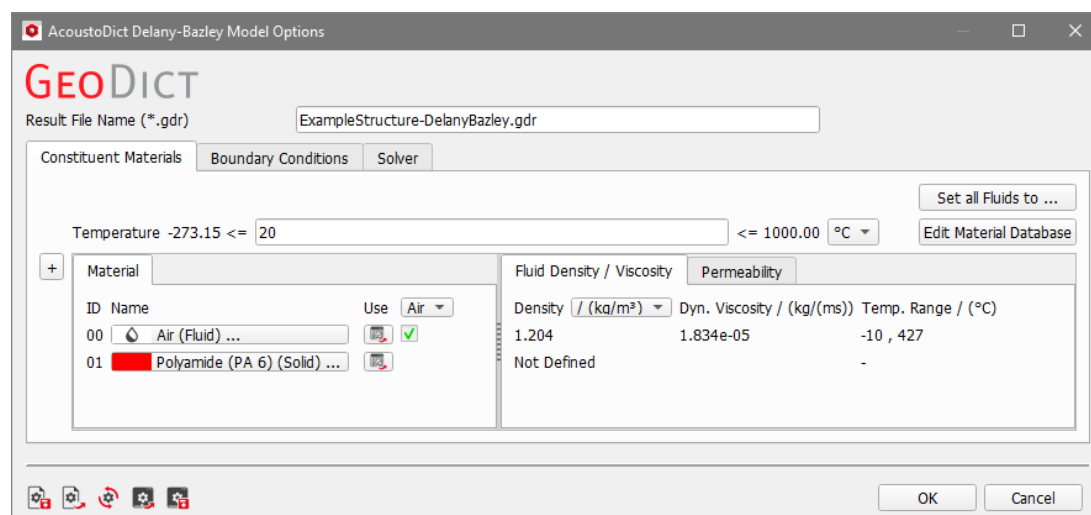 AcoustoDict Delany-Bazley Model Options
GEODICT
Result File Name (*.gdr) ExampleStructure-DelanyBazley.gdr
Constituent Materials Boundary Conditions Solver
Set all Fluids to ...
Temperature -273.15 <= 20 <= 1000.00 °C Edit Material Database
+ Material Fluid Density / Viscosity Permeability
ID Name Use Air Density / (kg/m³) Dyn. Viscosity / (kg/(ms)) Temp. Range / (°C)
00 Air (Fluid) ... 1.204 1.834e-05 -10 , 427
01 Polyamide (PA 6) (Solid) ... Not Defined -
OK Cancel